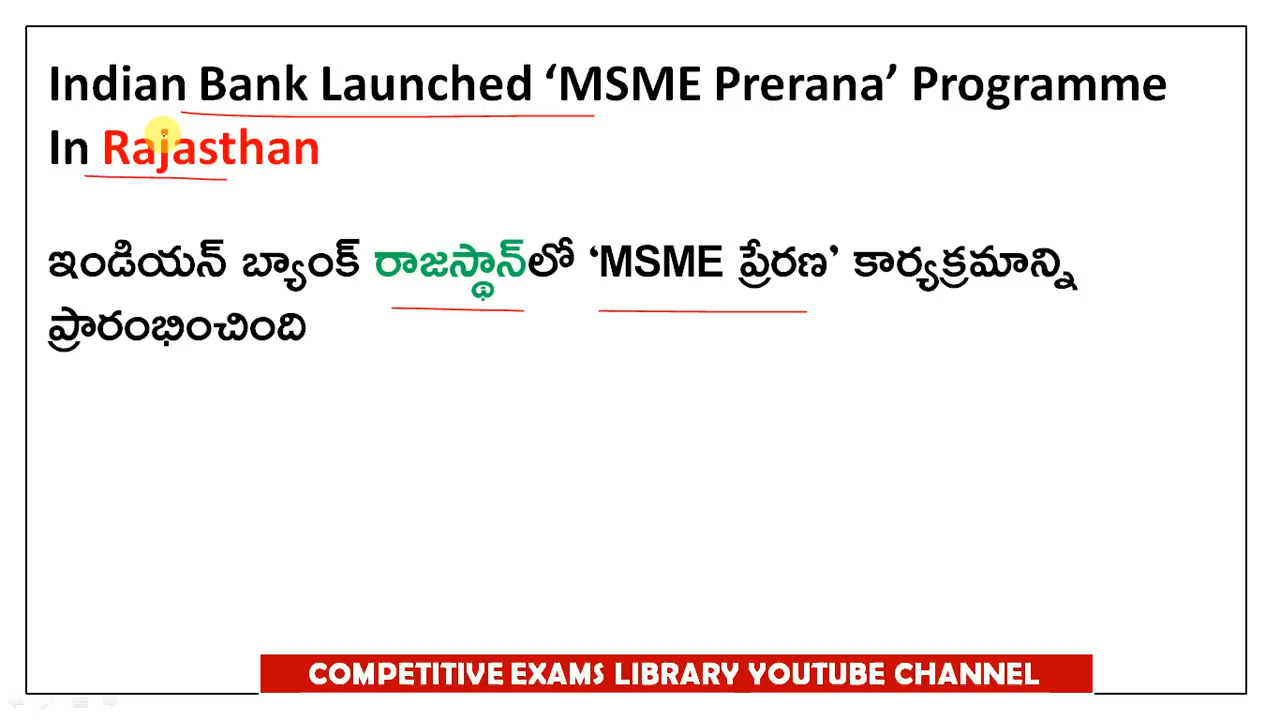 Indian Bank Launched ‘MSME Prerana’ Programme
In Rajasthan
ఇండియన్ బ్యాంక్ రాజస్థాన్‌లో ‘MSME ప్రేరణ’ కార్యక్రమాన్ని
ప్రారంభించింది
COMPETITIVE EXAMS LIBRARY YOUTUBE CHANNEL